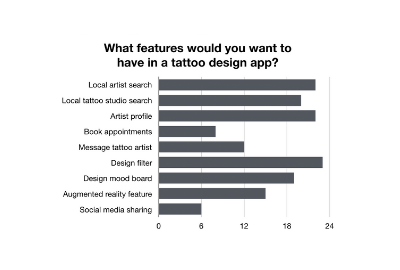 What features would you want to
have in a tattoo design app?
Local artist search
Local tattoo studio search
Artist profile
Book appointments
Message tattoo artist
Design filter
Design mood board
Augmented reality feature
Social media sharing
0 6 12 18 24